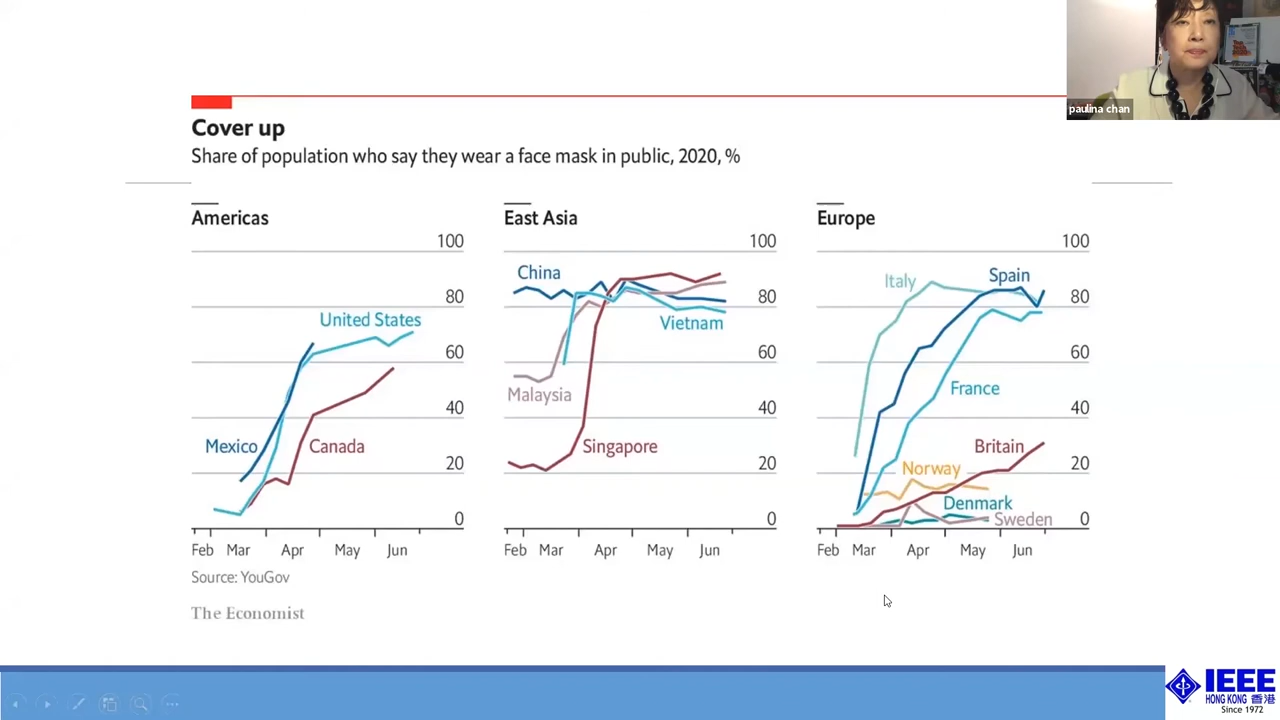 paulina chan
Cover up
Share of population who say they wear a face mask in public, 2020, %
Americas
100
80
60
40
20
0
United States
Mexico
Canada
Feb Mar Apr May Jun
East Asia
100
80
60
40
20
0
China
Vietnam
Malaysia
Singapore
Feb Mar Apr May Jun
Europe
100
80
60
40
20
0
Italy
Spain
France
Britain
Norway
Denmark
Sweden
Feb Mar Apr May Jun
Source: YouGov
The Economist
IEEE
HONG KONG 香港
Since 1972